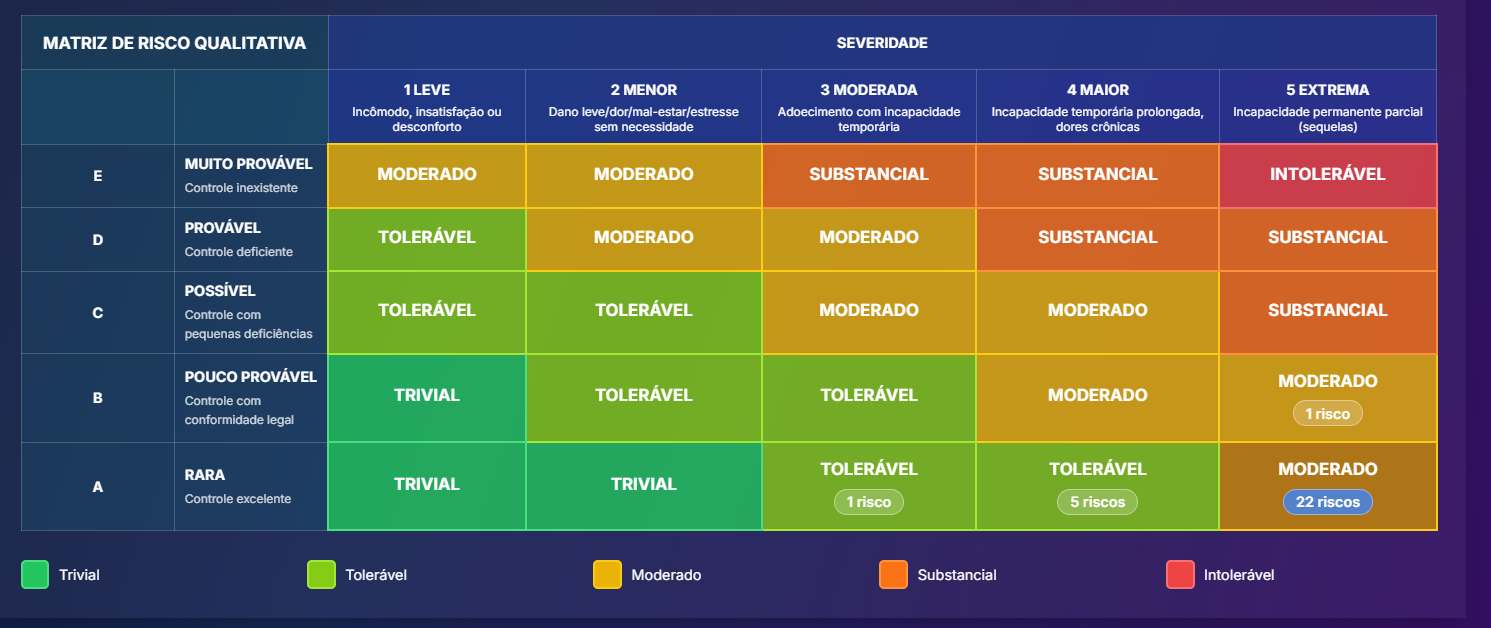 MATRIZ DE RISCO QUALITATIVA
SEVERIDADE
1 LEVE
Incômodo, insatisfação ou
desconforto
2 MENOR
Dano leve/dor/mal-estar/estresse
sem necessidade
3 MODERADA
Adoecimento com incapacidade
temporária
4 MAIOR
Incapacidade temporária prolongada,
dores crônicas
5 EXTREMA
Incapacidade permanente parcial
(sequelas)
E
MUITO PROVÁVEL
Controle inexistente
MODERADO
MODERADO
SUBSTANCIAL
SUBSTANCIAL
INTOLERÁVEL
D
PROVÁVEL
Controle deficiente
TOLERÁVEL
MODERADO
MODERADO
SUBSTANCIAL
SUBSTANCIAL
C
POSSÍVEL
Controle com
pequenas deficiências
TOLERÁVEL
TOLERÁVEL
MODERADO
MODERADO
SUBSTANCIAL
B
POUCO PROVÁVEL
Controle com
conformidade legal
TRIVIAL
TOLERÁVEL
TOLERÁVEL
MODERADO
MODERADO
1 risco
A
RARA
Controle excelente
TRIVIAL
TRIVIAL
TOLERÁVEL
1 risco
TOLERÁVEL
5 riscos
MODERADO
22 riscos
Trivial
Tolerável
Moderado
Substancial
Intolerável